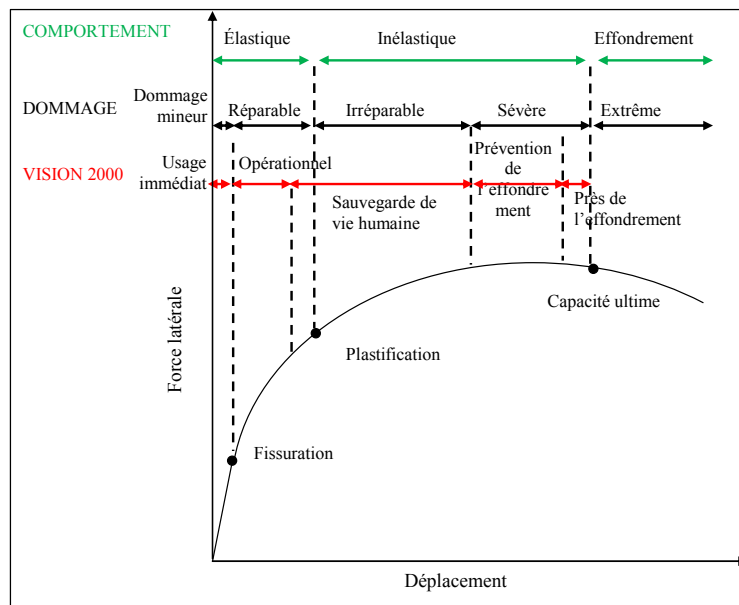 COMPORTEMENT
Élastique
Inélastique
Effondrement
DOMMAGE
Dommage
mineur
Réparable
Irréparable
Sévère
Extrême
VISION 2000
Usage
immédiat
Opérationnel
Sauvegarde de
vie humaine
Prévention
de
l'effondre
ment
Près de
l'effondrement
Force latérale
Capacité ultime
Plastification
Fissuration
Déplacement